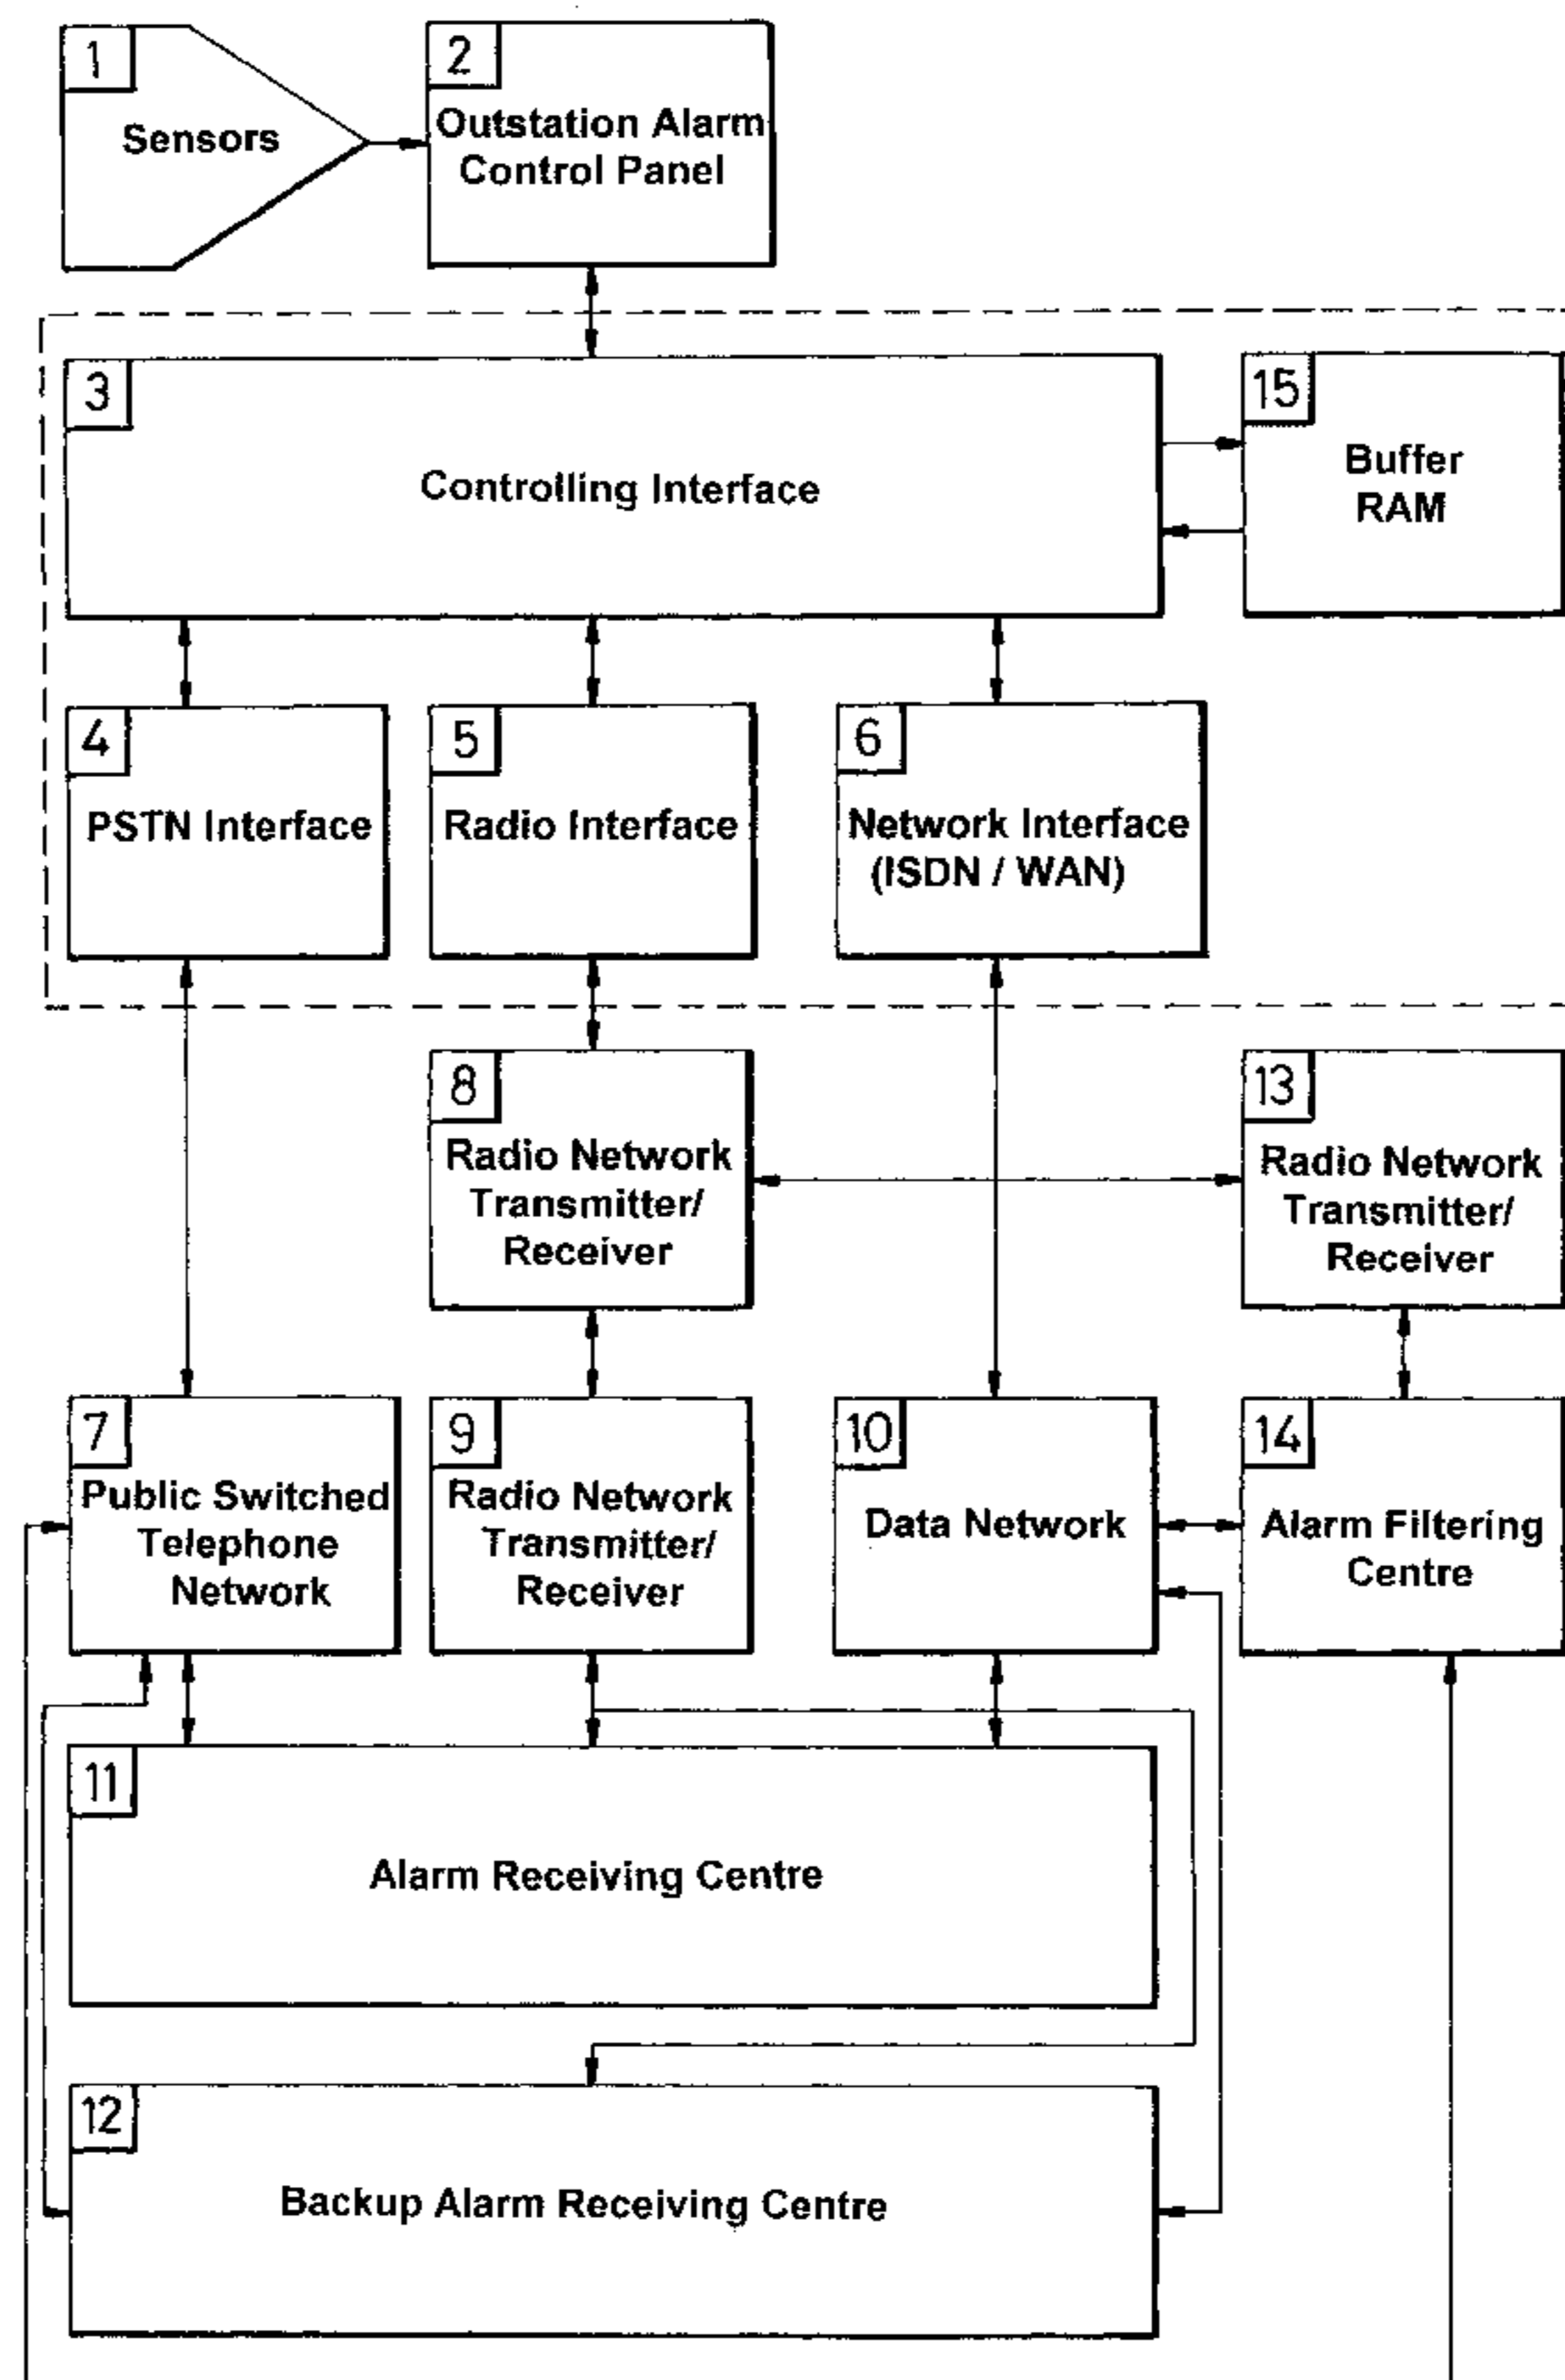 1
Sensors
2
Outstation Alarm
Control Panel
3
Controlling Interface
15
Buffer
RAM
4
PSTN Interface
5
Radio Interface
6
Network Interface
(ISDN / WAN)
8
Radio Network
Transmitter/
Receiver
13
Radio Network
Transmitter/
Receiver
7
Public Switched
Telephone
Network
9
Radio Network
Transmitter/
Receiver
10
Data Network
14
Alarm Filtering
Centre
11
Alarm Receiving Centre
12
Backup Alarm Receiving Centre